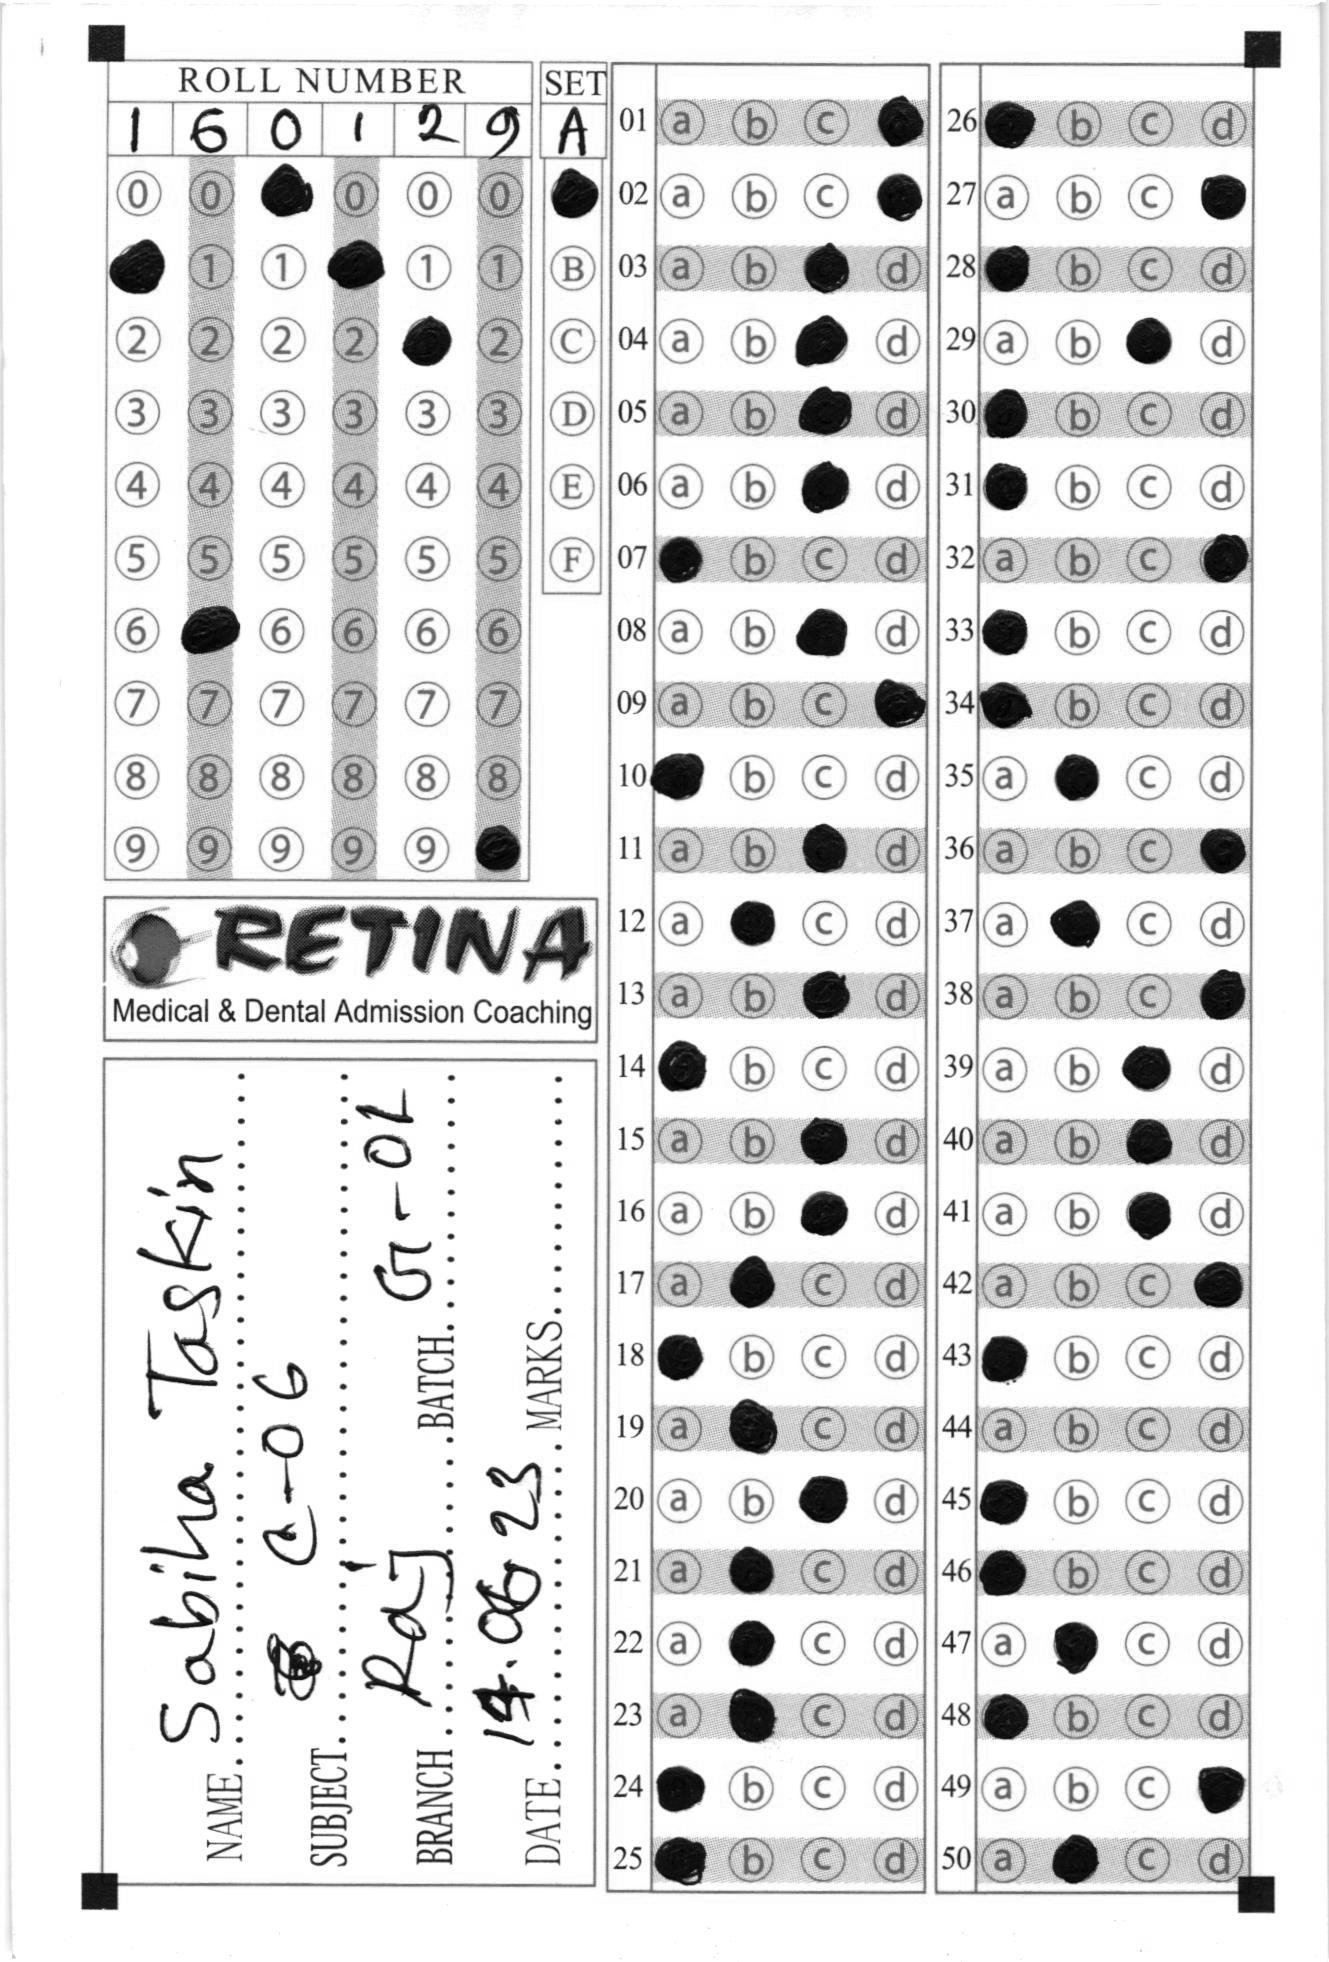 ROLL NUMBER
1 6 0 1 2 9
0 0 0 0 0
1 1 1 1
2 2 2 2 2
3 3 3 3 3 3
4 4 4 4 4 4
5 5 5 5 5 5
6 6 6 6 6
7 7 7 7 7 7
8 8 8 8 8 8
9 9 9 9 9
SET
A
B
C
D
E
F
RETINA
Medical & Dental Admission Coaching
NAME Sabiha Taskin
SUBJECT C-06
BRANCH Raj BATCH G-01
DATE 14.06 23 MARKS
01 a b c
02 a b c
03 a b d
04 a b d
05 a b d
06 a b d
07 b c d
08 a b d
09 a b c
10 b c d
11 a b d
12 a c d
13 a b d
14 b c d
15 a b d
16 a b d
17 a c d
18 b c d
19 a c d
20 a b d
21 a c d
22 a c d
23 a c d
24 b c d
25 b c d
26 b c d
27 a b c
28 b c d
29 a b d
30 b c d
31 b c d
32 a b c
33 b c d
34 b c d
35 a c d
36 a b c
37 a c d
38 a b c
39 a b d
40 a b d
41 a b d
42 a b c
43 b c d
44 a b c d
45 b c d
46 b c d
47 a c d
48 b c d
49 a b c
50 a c d